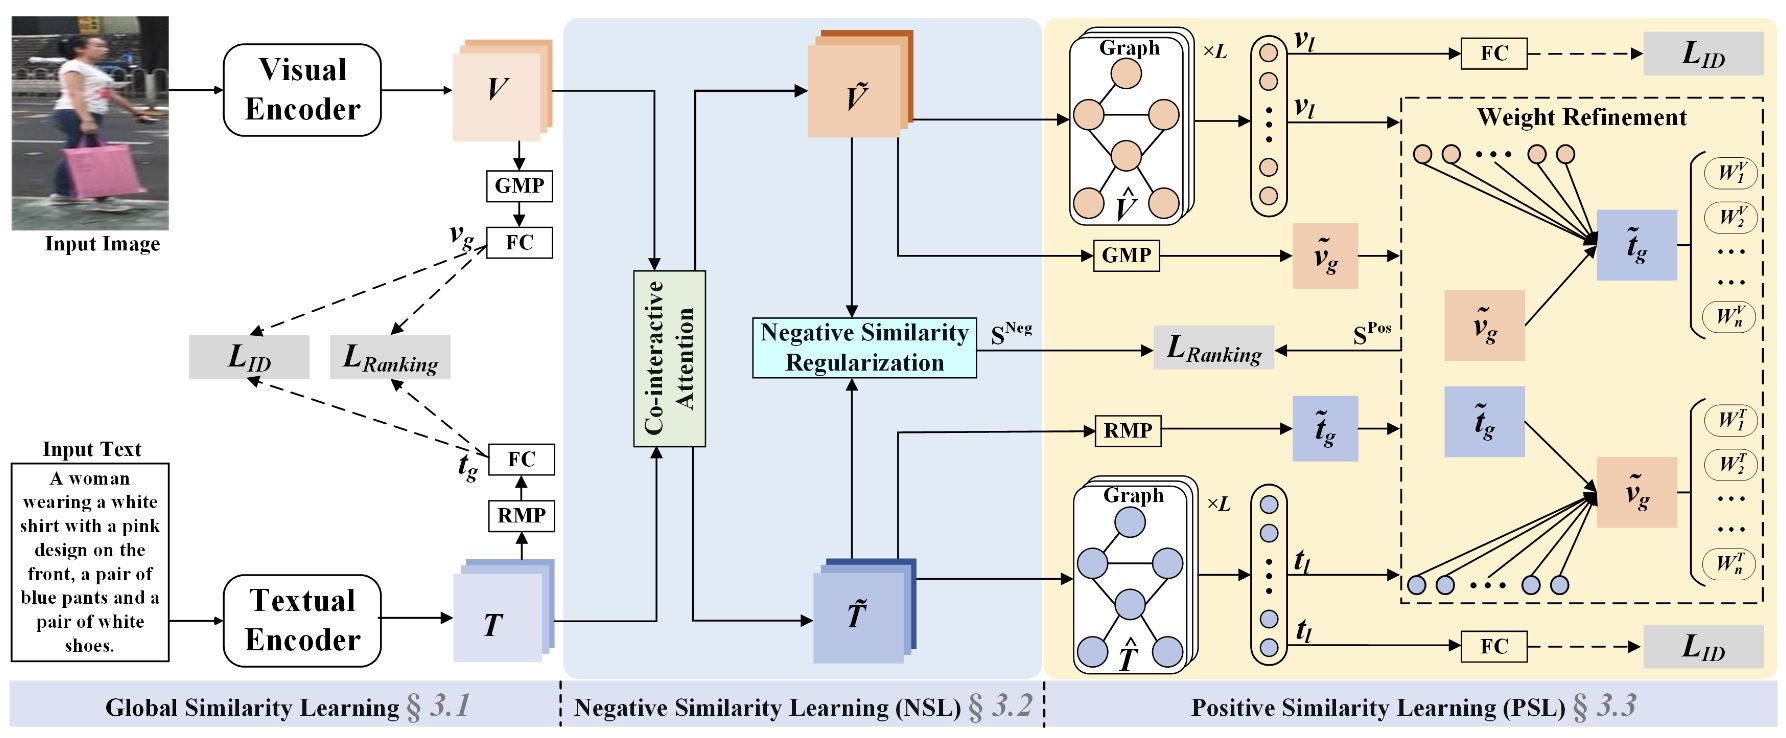 Input Image
Visual
Encoder
V
GMP
FC
v_g
L_ID
L_Ranking
t_g
FC
RMP
Input Text
A woman
wearing a white
shirt with a pink
design on the
front, a pair of
blue pants and a
pair of white
shoes.
Textual
Encoder
T
Global Similarity Learning § 3.1
Co-interactive
Attention
Ṽ
Negative Similarity
Regularization
S^Neg
T̃
Negative Similarity Learning (NSL) § 3.2
Graph
×L
V̂
v_l
FC
L_ID
v_l
GMP
ṽ_g
L_Ranking
S^Pos
RMP
t̃_g
Graph
×L
T̂
t_l
t_l
FC
L_ID
Weight Refinement
...
t̃_g
ṽ_g
W_1^V
W_2^V
...
...
W_n^V
t̃_g
ṽ_g
...
W_1^T
W_2^T
...
...
W_n^T
Positive Similarity Learning (PSL) § 3.3